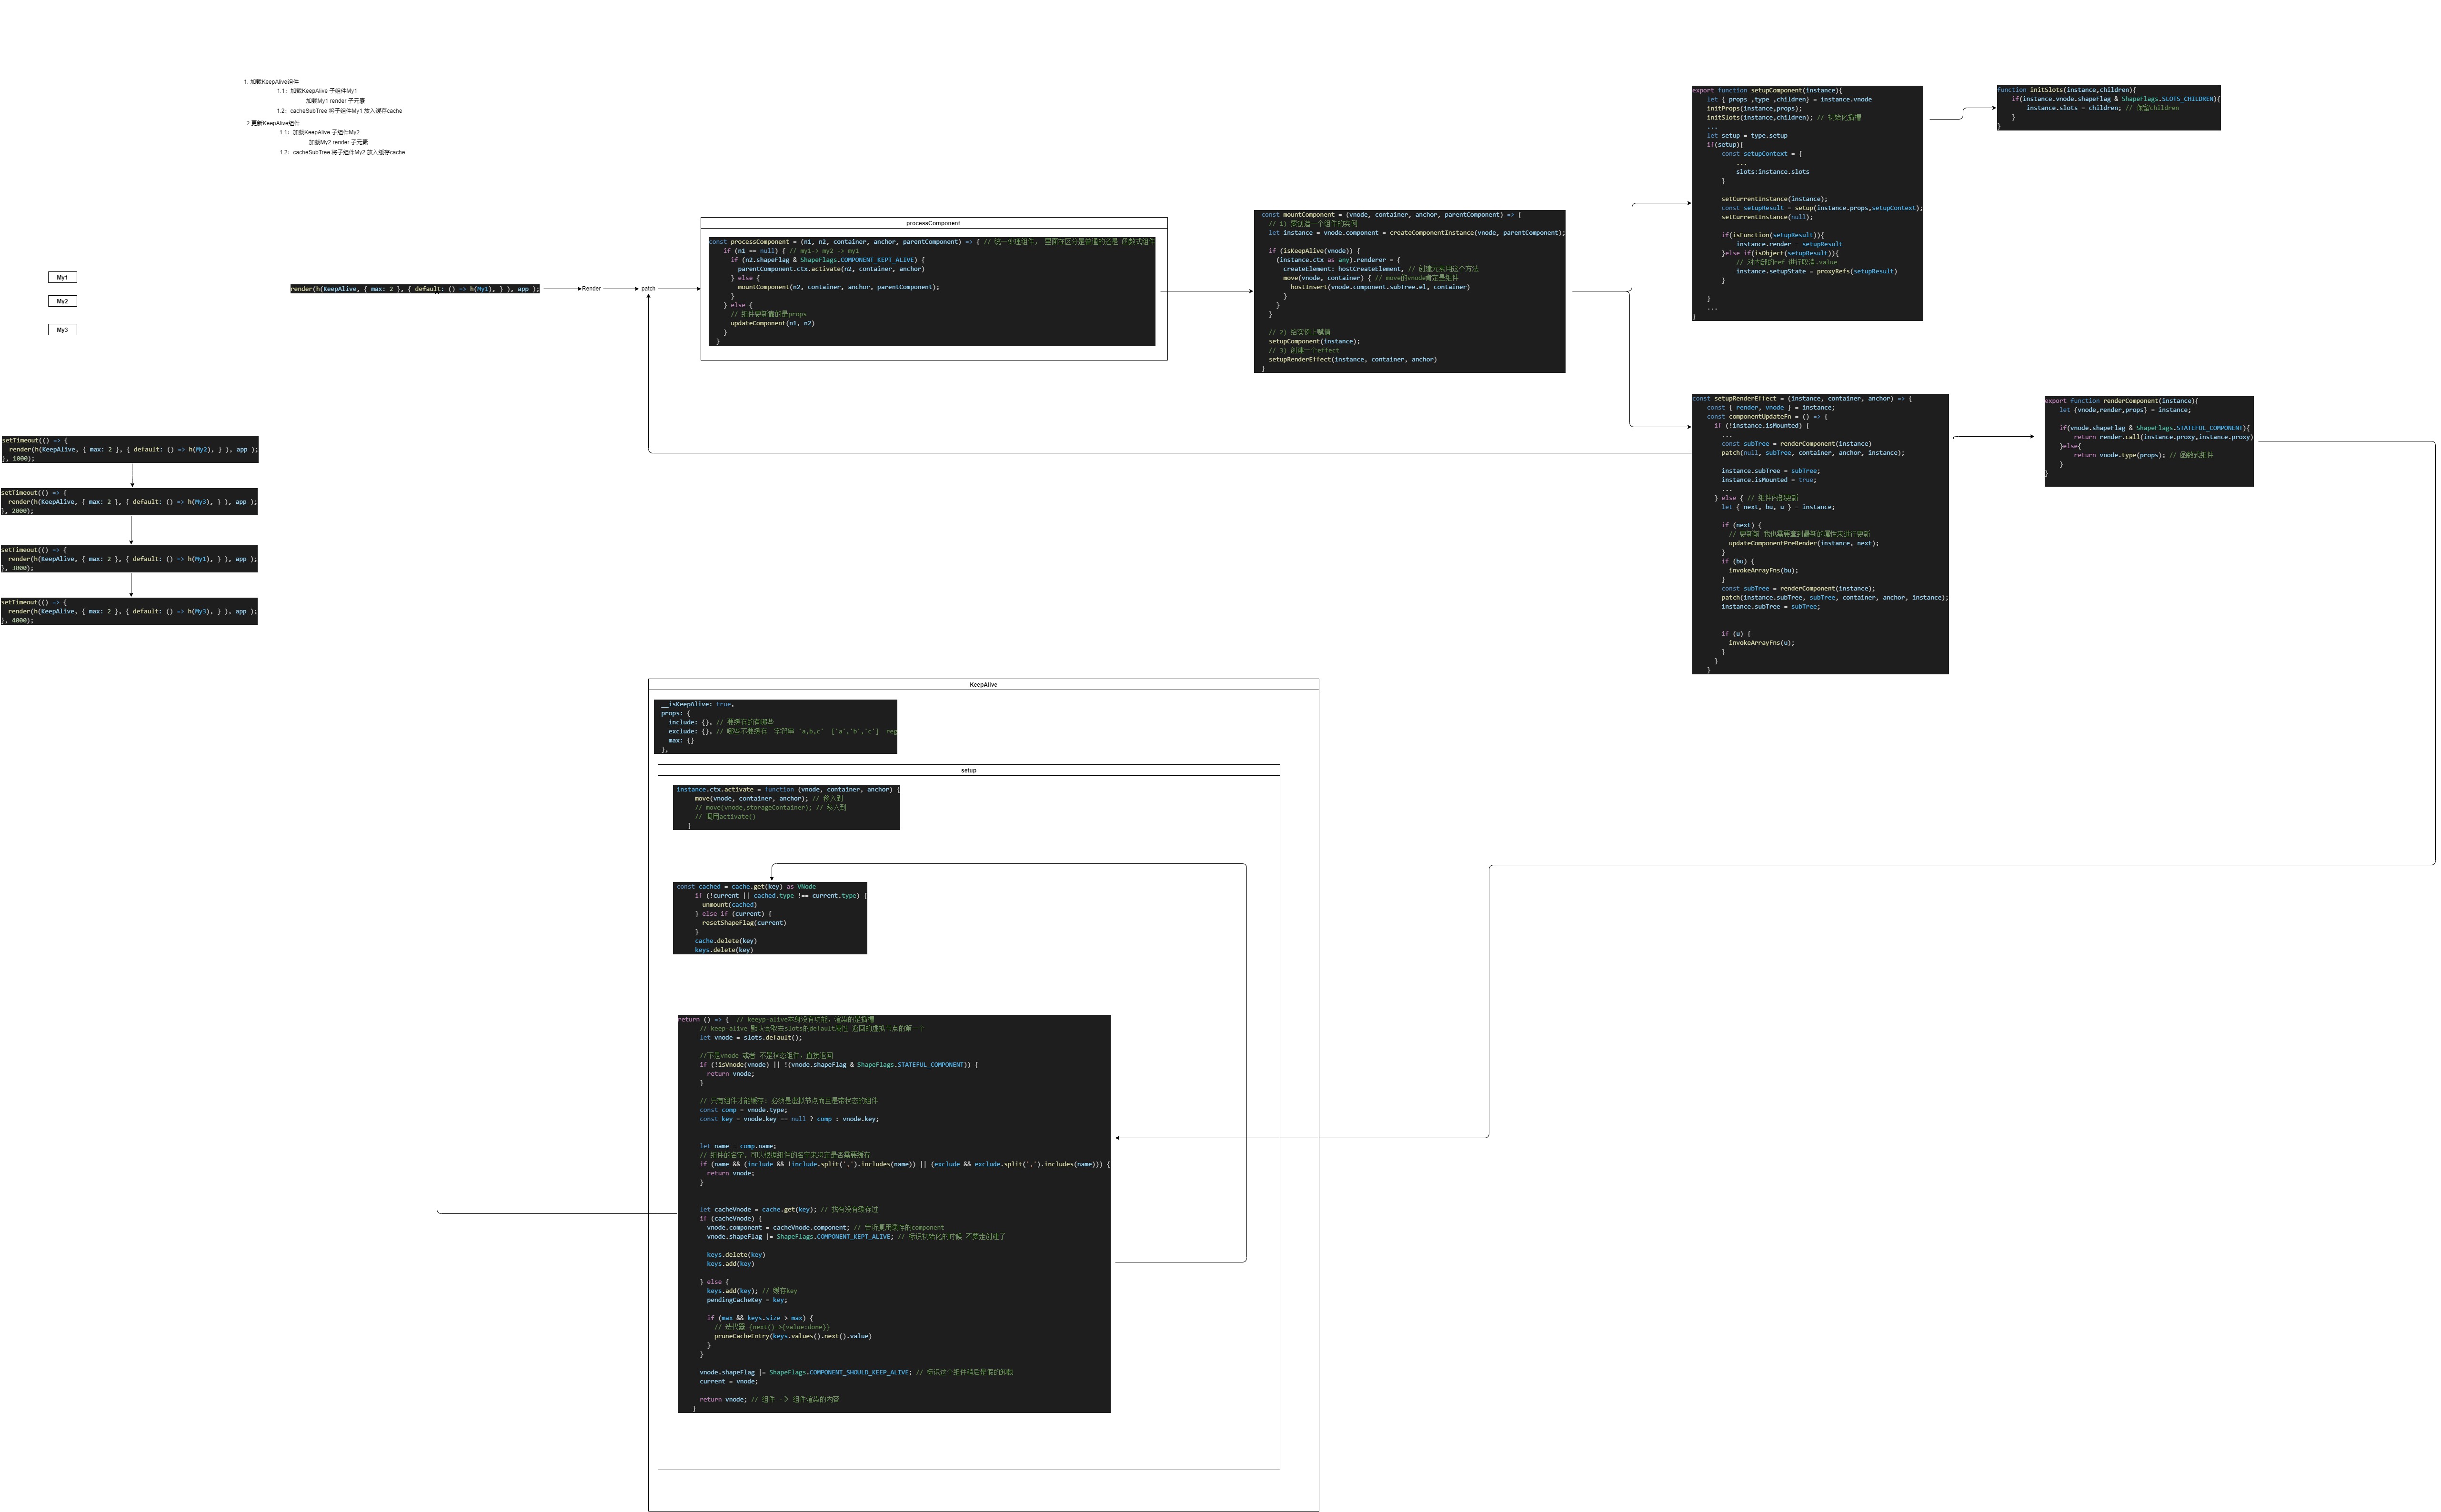 1. 加载KeepAlive组件
1.1：加载KeepAlive 子组件My1
加载My1 render 子元素
1.2：cacheSubTree 将子组件My1 放入缓存cache
2.更新KeepAlive组件
1.1：加载KeepAlive 子组件My2
加载My2 render 子元素
1.2：cacheSubTree 将子组件My2 放入缓存cache
My1
My2
My3
setTimeout(() => {
render(h(KeepAlive, { max: 2 }, { default: () => h(My2), } ), app );
}, 1000);
setTimeout(() => {
render(h(KeepAlive, { max: 2 }, { default: () => h(My3), } ), app );
}, 2000);
setTimeout(() => {
render(h(KeepAlive, { max: 2 }, { default: () => h(My1), } ), app );
}, 3000);
setTimeout(() => {
render(h(KeepAlive, { max: 2 }, { default: () => h(My3), } ), app );
}, 4000);
render(h(KeepAlive, { max: 2 }, { default: () => h(My1), } ), app );
Render
patch
processComponent
const processComponent = (n1, n2, container, anchor, parentComponent) => { // 统一处理组件， 里面在区分是普通的还是 函数式组件
if (n1 == null) { // my1-> my2 -> my1
if (n2.shapeFlag & ShapeFlags.COMPONENT_KEPT_ALIVE) {
parentComponent.ctx.activate(n2, container, anchor)
} else {
mountComponent(n2, container, anchor, parentComponent);
}
} else {
// 组件更新靠的是props
updateComponent(n1, n2)
}
}
const mountComponent = (vnode, container, anchor, parentComponent) => {
// 1) 要创造一个组件的实例
let instance = vnode.component = createComponentInstance(vnode, parentComponent);
if (isKeepAlive(vnode)) {
(instance.ctx as any).renderer = {
createElement: hostCreateElement, // 创建元素用这个方法
move(vnode, container) { // move的vnode肯定是组件
hostInsert(vnode.component.subTree.el, container)
}
}
}
// 2) 给实例上赋值
setupComponent(instance);
// 3) 创建一个effect
setupRenderEffect(instance, container, anchor)
}
export function setupComponent(instance){
let { props ,type ,children} = instance.vnode
initProps(instance,props);
initSlots(instance,children); // 初始化插槽
...
let setup = type.setup
if(setup){
const setupContext = {
...
slots:instance.slots
}
setCurrentInstance(instance);
const setupResult = setup(instance.props,setupContext);
setCurrentInstance(null);
if(isFunction(setupResult)){
instance.render = setupResult
}else if(isObject(setupResult)){
// 对内部的ref 进行取消.value
instance.setupState = proxyRefs(setupResult)
}
}
...
}
function initSlots(instance,children){
if(instance.vnode.shapeFlag & ShapeFlags.SLOTS_CHILDREN){
instance.slots = children; // 保留children
}
}
const setupRenderEffect = (instance, container, anchor) => {
const { render, vnode } = instance;
const componentUpdateFn = () => {
if (!instance.isMounted) {
...
const subTree = renderComponent(instance)
patch(null, subTree, container, anchor, instance);
instance.subTree = subTree;
instance.isMounted = true;
...
} else { // 组件内部更新
let { next, bu, u } = instance;
if (next) {
// 更新前 我也需要拿到最新的属性来进行更新
updateComponentPreRender(instance, next);
}
if (bu) {
invokeArrayFns(bu);
}
const subTree = renderComponent(instance);
patch(instance.subTree, subTree, container, anchor, instance);
instance.subTree = subTree;
if (u) {
invokeArrayFns(u);
}
}
}
export function renderComponent(instance){
let {vnode,render,props} = instance;
if(vnode.shapeFlag & ShapeFlags.STATEFUL_COMPONENT){
return render.call(instance.proxy,instance.proxy)
}else{
return vnode.type(props); // 函数式组件
}
}
KeepAlive
__isKeepAlive: true,
props: {
include: {}, // 要缓存的有哪些
exclude: {}, // 哪些不要缓存 字符串 'a,b,c' ['a','b','c'] reg
max: {}
},
setup
instance.ctx.activate = function (vnode, container, anchor) {
move(vnode, container, anchor); // 移入到
// move(vnode,storageContainer); // 移入到
// 调用activate()
}
const cached = cache.get(key) as VNode
if (!current || cached.type !== current.type) {
unmount(cached)
} else if (current) {
resetShapeFlag(current)
}
cache.delete(key)
keys.delete(key)
return () => { // keeyp-alive本身没有功能，渲染的是插槽
// keep-alive 默认会取去slots的default属性 返回的虚拟节点的第一个
let vnode = slots.default();
//不是vnode 或者 不是状态组件，直接返回
if (!isVnode(vnode) || !(vnode.shapeFlag & ShapeFlags.STATEFUL_COMPONENT)) {
return vnode;
}
// 只有组件才能缓存: 必须是虚拟节点而且是带状态的组件
const comp = vnode.type;
const key = vnode.key == null ? comp : vnode.key;
let name = comp.name;
// 组件的名字，可以根据组件的名字来决定是否需要缓存
if (name && (include && !include.split(',').includes(name)) || (exclude && exclude.split(',').includes(name))) {
return vnode;
}
let cacheVnode = cache.get(key); // 找有没有缓存过
if (cacheVnode) {
vnode.component = cacheVnode.component; // 告诉复用缓存的component
vnode.shapeFlag |= ShapeFlags.COMPONENT_KEPT_ALIVE; // 标识初始化的时候 不要走创建了
keys.delete(key)
keys.add(key)
} else {
keys.add(key); // 缓存key
pendingCacheKey = key;
if (max && keys.size > max) {
// 迭代器 {next()=>{value:done}}
pruneCacheEntry(keys.values().next().value)
}
}
vnode.shapeFlag |= ShapeFlags.COMPONENT_SHOULD_KEEP_ALIVE; // 标识这个组件稍后是假的卸载
current = vnode;
return vnode; // 组件 -》 组件渲染的内容
}